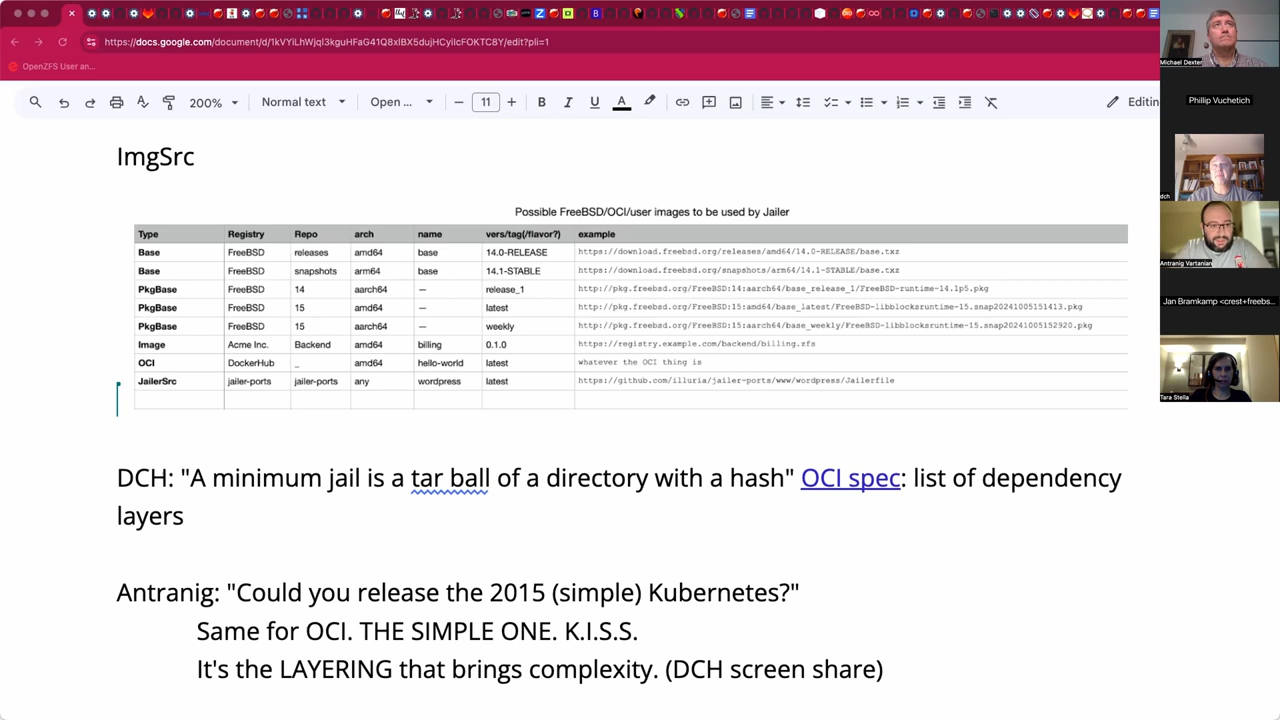 https://docs.google.com/document/d/1kVYiLhWjql3kguHFaG41Q8xIBX5dujHCyiIcFOKTC8Y/edit?pli=1
OpenZFS User an...
200%
Normal text
Open ...
11
Editin
ImgSrc
Possible FreeBSD/OCI/user images to be used by Jailer
Type Registry Repo arch name vers/tag(/flavor?) example
Base FreeBSD releases amd64 base 14.0-RELEASE https://download.freebsd.org/releases/amd64/14.0-RELEASE/base.txz
Base FreeBSD snapshots arm64 base 14.1-STABLE https://download.freebsd.org/snapshots/arm64/14.1-STABLE/base.txz
PkgBase FreeBSD 14 aarch64 — release_1 http://pkg.freebsd.org/FreeBSD:14:aarch64/base_release_1/FreeBSD-runtime-14.1p5.pkg
PkgBase FreeBSD 15 amd64 — latest http://pkg.freebsd.org/FreeBSD:15:amd64/base_latest/FreeBSD-libblocksruntime-15.snap20241005151413.pkg
PkgBase FreeBSD 15 aarch64 — weekly http://pkg.freebsd.org/FreeBSD:15:aarch64/base_weekly/FreeBSD-libblocksruntime-15.snap20241005152920.pkg
Image Acme Inc. Backend amd64 billing 0.1.0 https://registry.example.com/backend/billing.zfs
OCI DockerHub _ amd64 hello-world latest whatever the OCI thing is
JailerSrc jailer-ports jailer-ports any wordpress latest https://github.com/illuria/jailer-ports/www/wordpress/Jailerfile
DCH: "A minimum jail is a tar ball of a directory with a hash" OCI spec: list of dependency
layers
Antranig: "Could you release the 2015 (simple) Kubernetes?"
Same for OCI. THE SIMPLE ONE. K.I.S.S.
It's the LAYERING that brings complexity. (DCH screen share)
Michael Dexter
Phillip Vuchetich
dch
Antranig Vartanian
Jan Bramkamp <crest+freebs...
Tara Stella